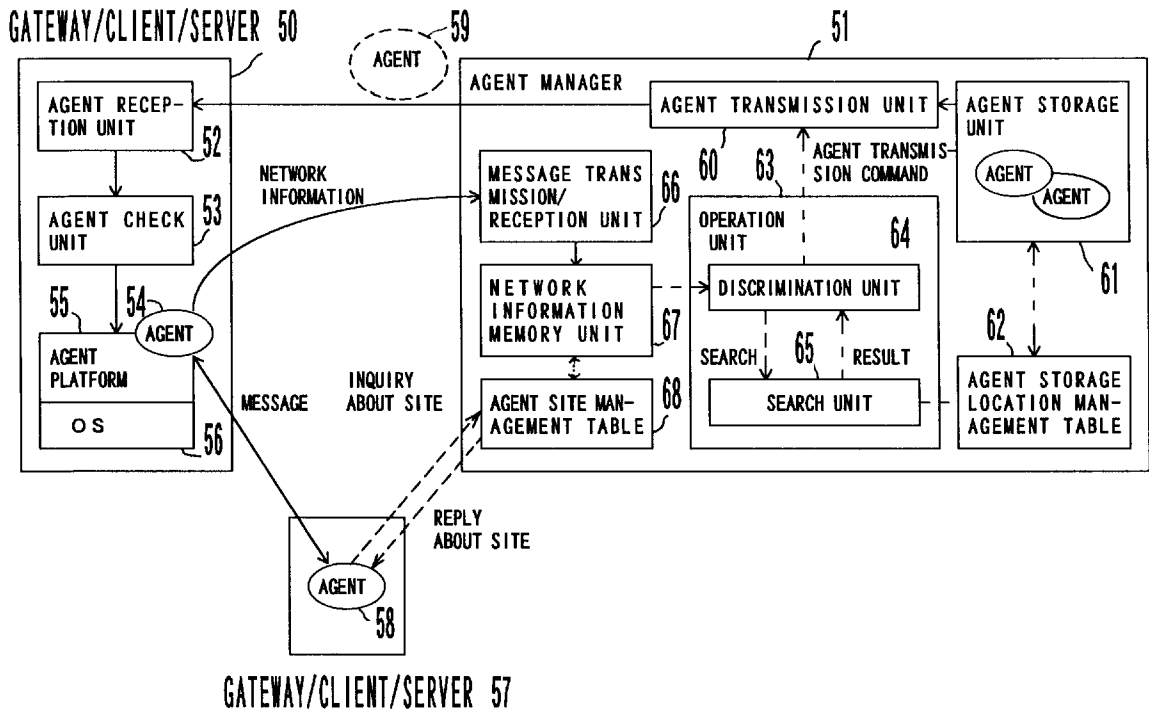 GATEWAY/CLIENT/SERVER 50
59
AGENT
51
AGENT MANAGER
AGENT RECEP-
TION UNIT
52
AGENT CHECK
UNIT
53
55
54
AGENT
AGENT
PLATFORM
OS
56
NETWORK
INFORMATION
MESSAGE
INQUIRY
ABOUT SITE
AGENT TRANSMISSION UNIT
60
63
AGENT TRANSMIS-
SION COMMAND
AGENT STORAGE
UNIT
AGENT
AGENT
61
MESSAGE TRANS
MISSION/
RECEPTION UNIT
66
NETWORK
INFORMATION
MEMORY UNIT
67
AGENT SITE MAN-
AGEMENT TABLE
68
OPERATION
UNIT
64
DISCRIMINATION UNIT
SEARCH
65
RESULT
SEARCH UNIT
62
AGENT STORAGE
LOCATION MAN-
AGEMENT TABLE
REPLY
ABOUT SITE
AGENT
58
GATEWAY/CLIENT/SERVER 57